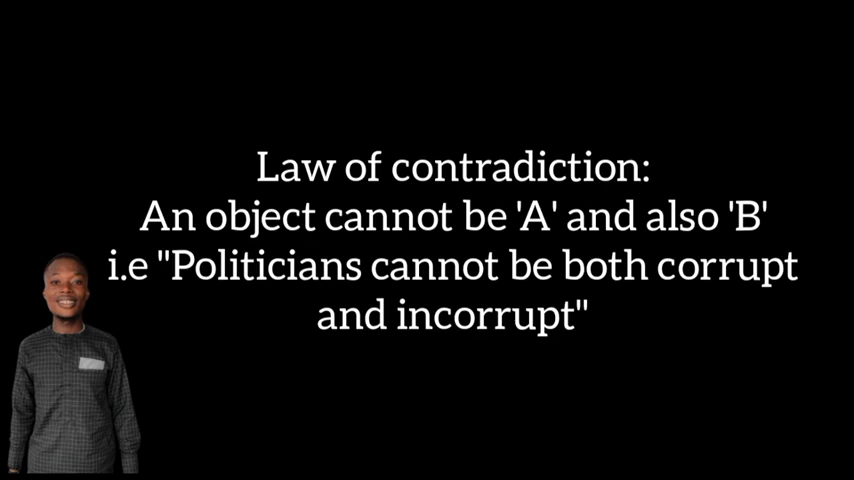 Law of contradiction:
An object cannot be 'A' and also 'B'
i.e "Politicians cannot be both corrupt
and incorrupt"